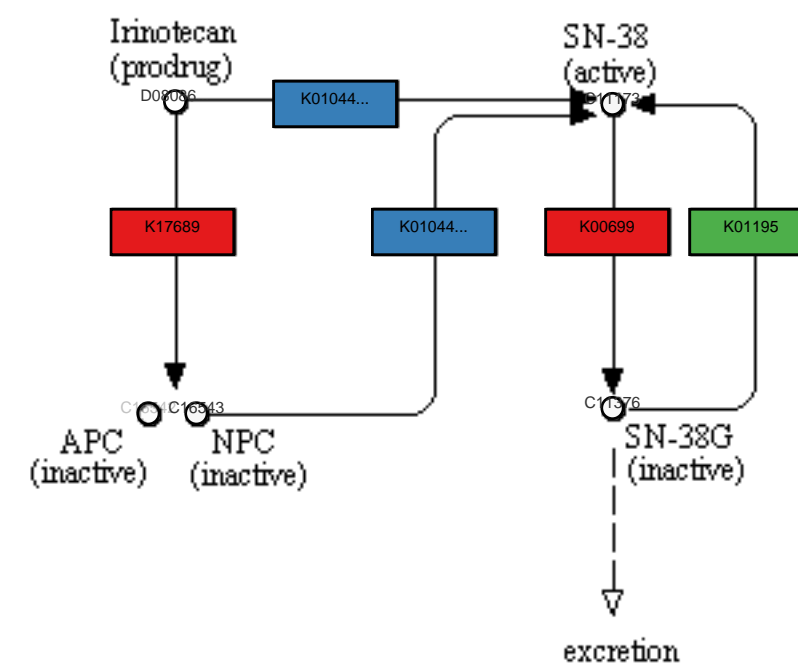 Irinotecan
(prodrug)
SN-38
(active)
D08086
K01044...
K17689
K01044...
K00699
K01195
C16543
C11376
APC
(inactive)
NPC
(inactive)
SN-38G
(inactive)
excretion